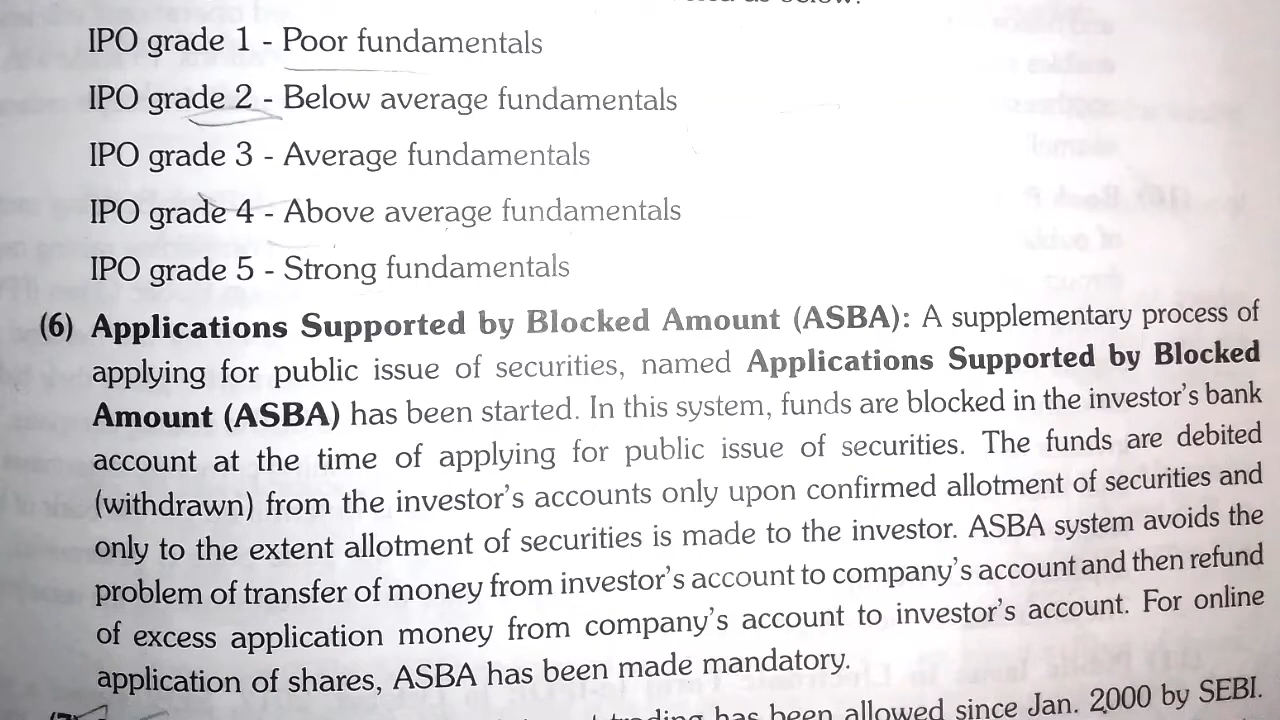 as below:
IPO grade 1 - Poor fundamentals
IPO grade 2 - Below average fundamentals
IPO grade 3 - Average fundamentals
IPO grade 4 - Above average fundamentals
IPO grade 5 - Strong fundamentals
(6) Applications Supported by Blocked Amount (ASBA): A supplementary process of
applying for public issue of securities, named Applications Supported by Blocked
Amount (ASBA) has been started. In this system, funds are blocked in the investor's bank
account at the time of applying for public issue of securities. The funds are debited
(withdrawn) from the investor's accounts only upon confirmed allotment of securities and
only to the extent allotment of securities is made to the investor. ASBA system avoids the
problem of transfer of money from investor's account to company's account and then refund
of excess application money from company's account to investor's account. For online
application of shares, ASBA has been made mandatory.
trading has been allowed since Jan. 2000 by SEBI.